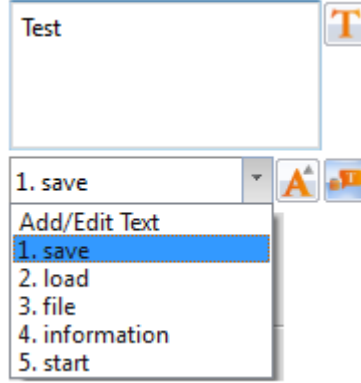 Test
T
1. save
A
T
Add/Edit Text
1. save
2. load
3. file
4. information
5. start